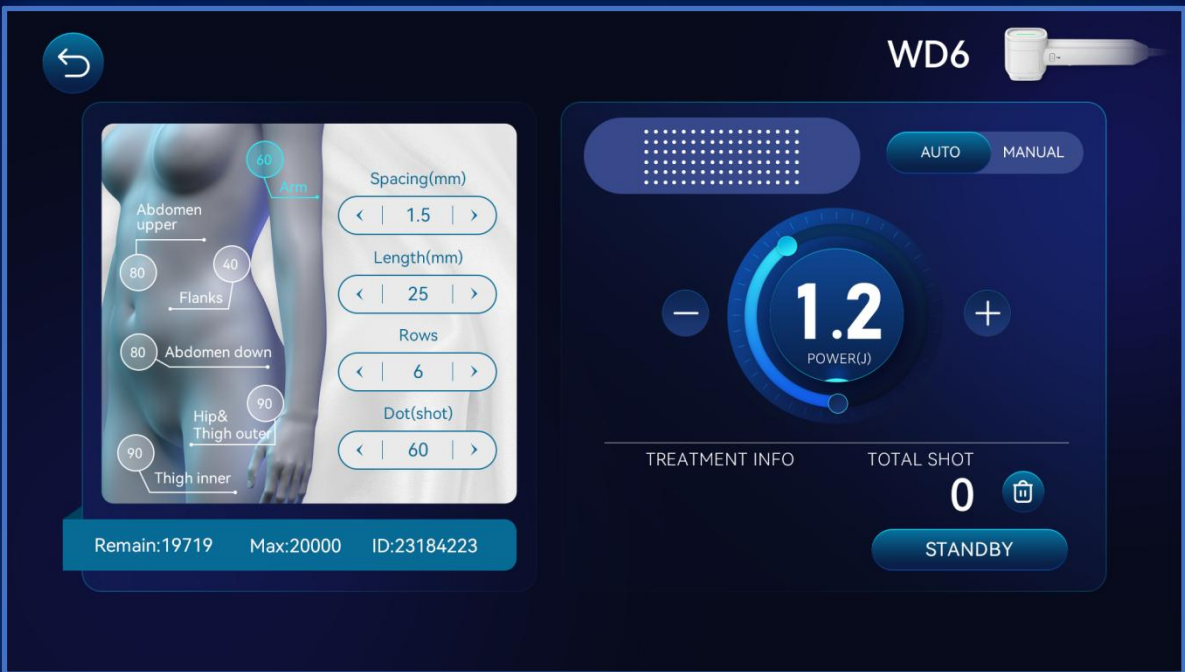 WD6
60
Arm
Abdomen
upper
80
40
Flanks
80
Abdomen down
90
Hip&
Thigh outer
90
Thigh inner
Spacing(mm)
1.5
Length(mm)
25
Rows
6
Dot(shot)
60
Remain:19719 Max:20000 ID:23184223
AUTO MANUAL
1.2
POWER(J)
TREATMENT INFO TOTAL SHOT
0
STANDBY